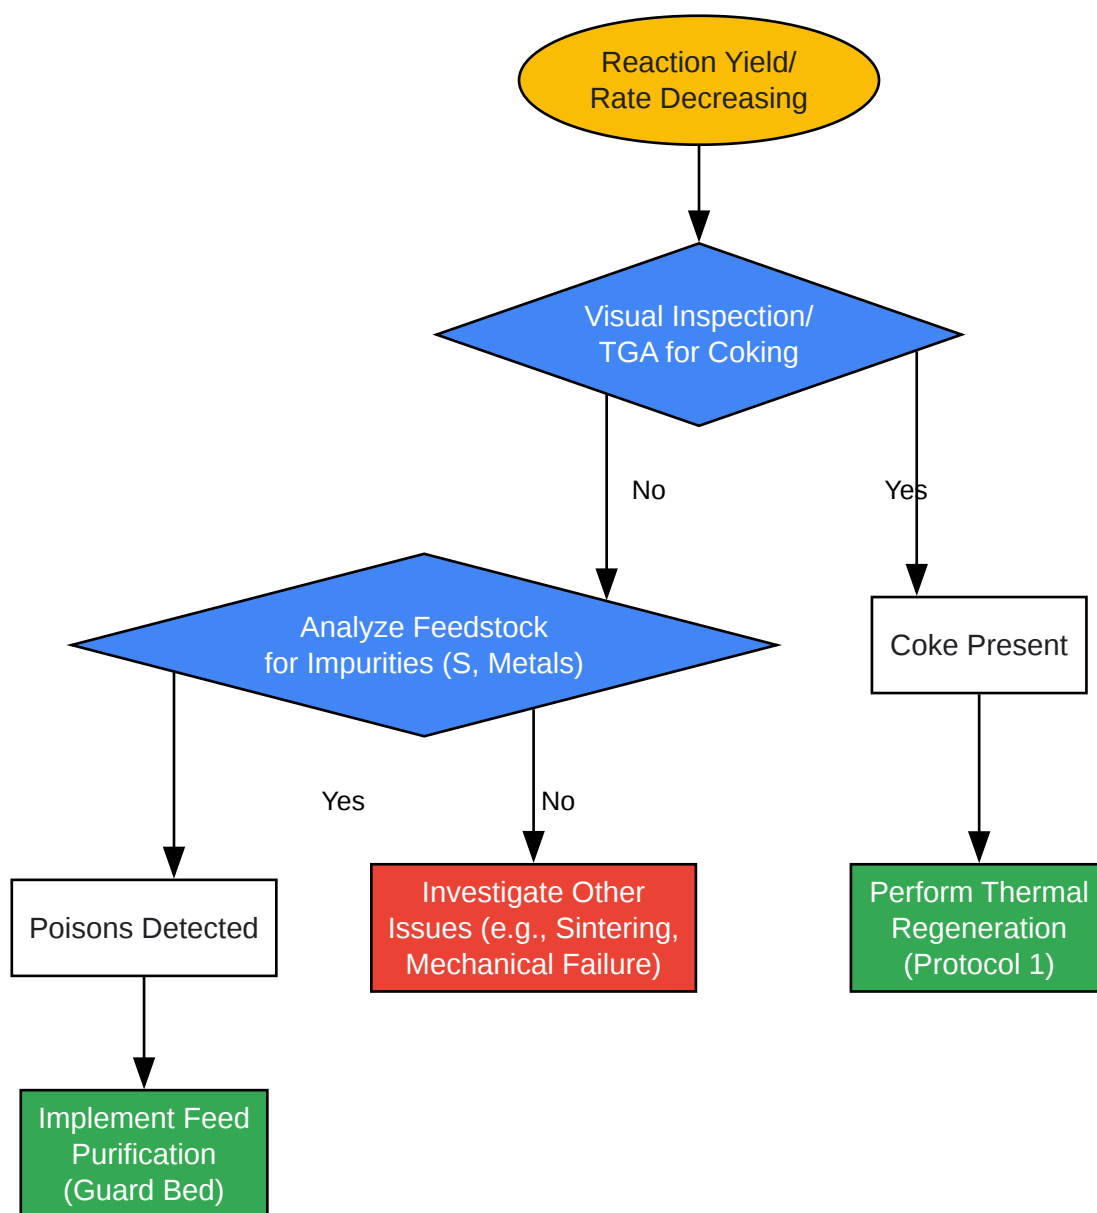 Reaction Yield/
Rate Decreasing
Visual Inspection/
TGA for Coking
No
Yes
Analyze Feedstock
for Impurities (S, Metals)
Coke Present
Yes
No
Poisons Detected
Investigate Other
Issues (e.g., Sintering,
Mechanical Failure)
Perform Thermal
Regeneration
(Protocol 1)
Implement Feed
Purification
(Guard Bed)